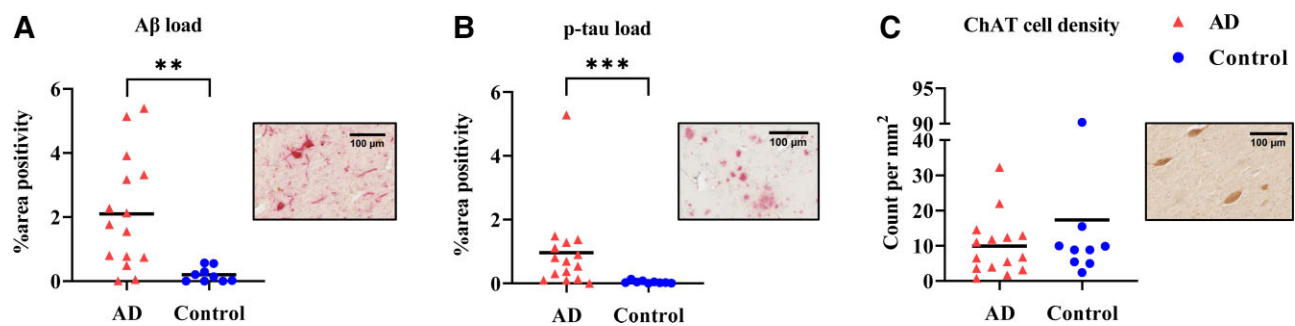 A
Aβ load
**
%area positivity
6
4
2
0
AD
Control
100 μm
B
p-tau load
***
%area positivity
6
4
2
0
AD
Control
100 μm
C
ChAT cell density
Count per mm²
95
90
40
30
20
10
0
AD
Control
100 μm
AD
Control